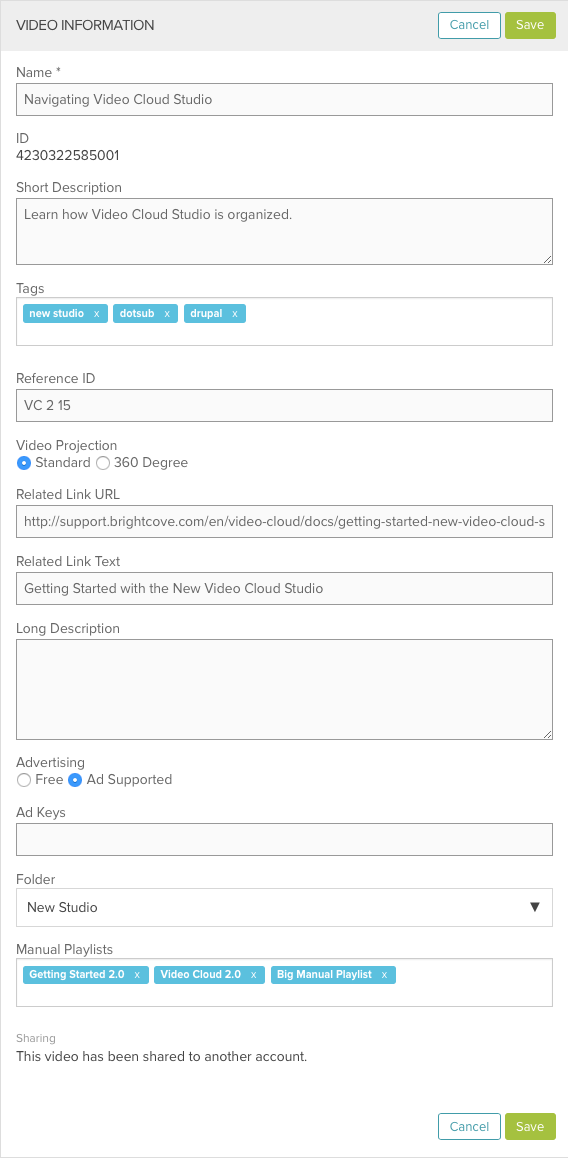 VIDEO INFORMATION Cancel Save
Name *
Navigating Video Cloud Studio
ID
4230322585001
Short Description
Learn how Video Cloud Studio is organized.
Tags
new studio x dotsub x drupal x
Reference ID
VC 2 15
Video Projection
Standard 360 Degree
Related Link URL
http://support.brightcove.com/en/video-cloud/docs/getting-started-new-video-cloud-s
Related Link Text
Getting Started with the New Video Cloud Studio
Long Description
Advertising
Free Ad Supported
Ad Keys
Folder
New Studio ▼
Manual Playlists
Getting Started 2.0 x Video Cloud 2.0 x Big Manual Playlist x
Sharing
This video has been shared to another account.
Cancel Save